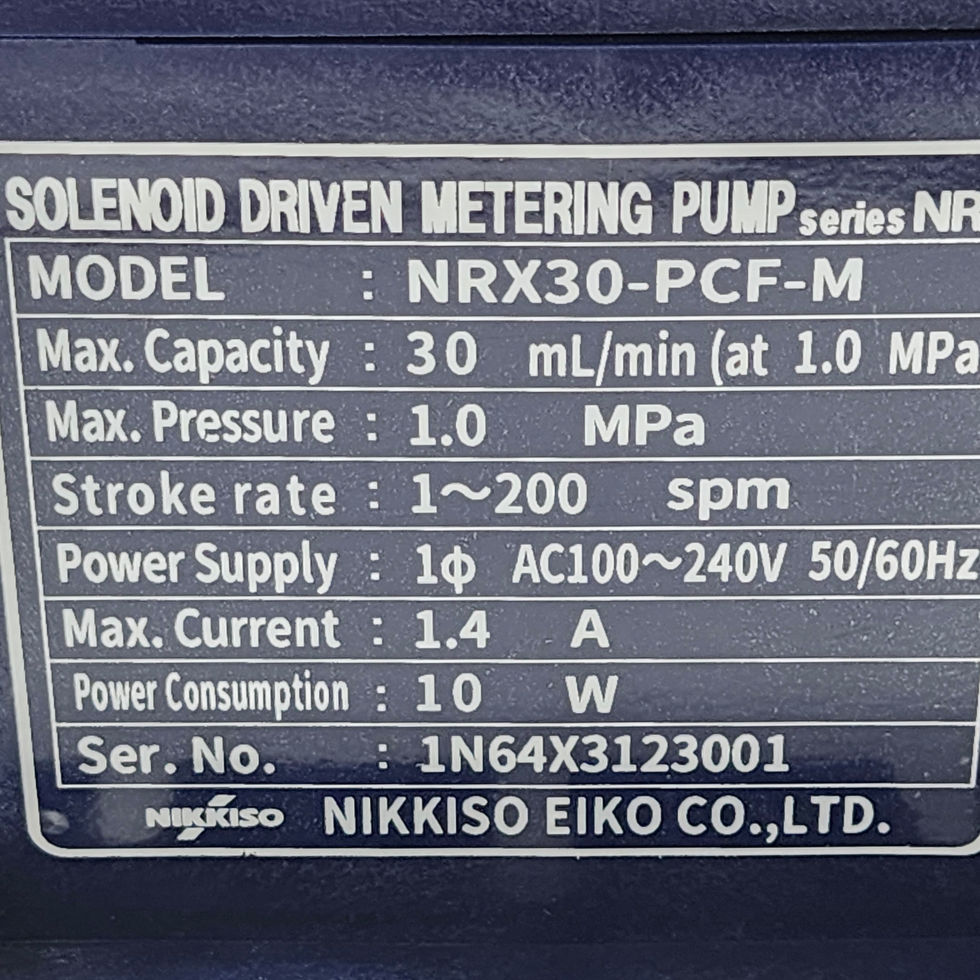 SOLENOID DRIVEN METERING PUMP series NR
MODEL : NRX30-PCF-M
Max. Capacity : 30 mL/min (at 1.0 MPa
Max. Pressure : 1.0 MPa
Stroke rate : 1～200 spm
Power Supply : 1ϕ AC100～240V 50/60Hz
Max. Current : 1.4 A
Power Consumption : 10 W
Ser. No. : 1N64X3123001
NIKKISO NIKKISO EIKO CO.,LTD.